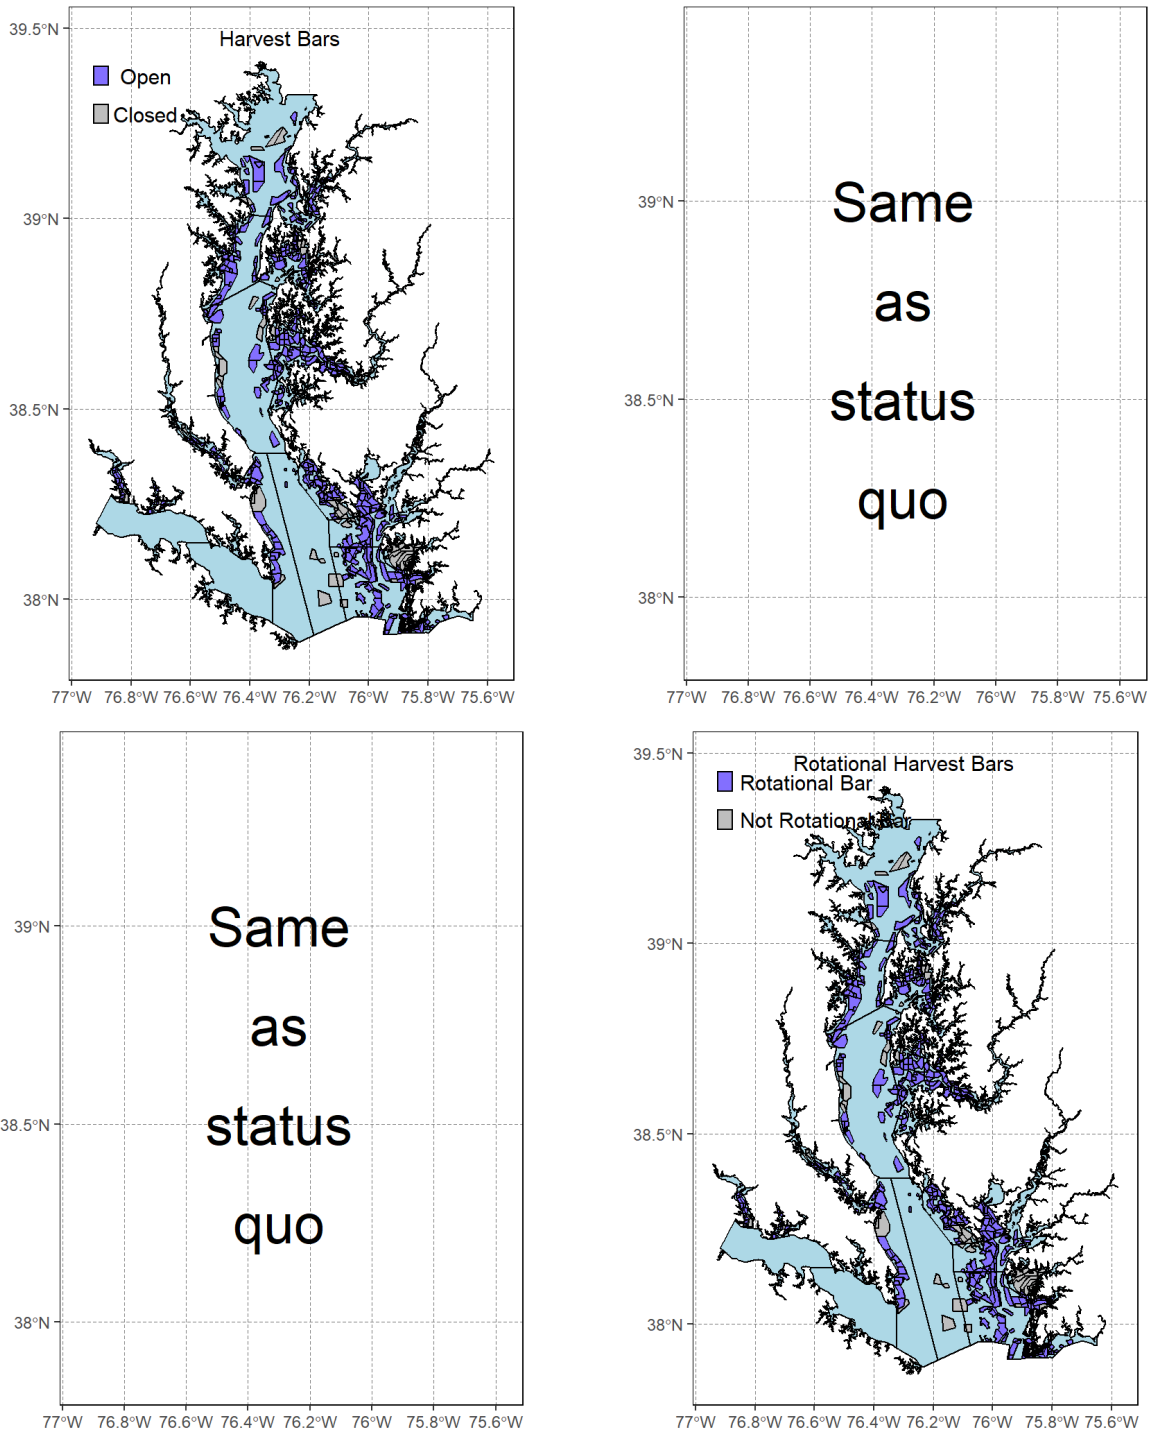 Harvest Bars
Open
Closed
39.5°N
39°N
38.5°N
38°N
77°W 76.8°W 76.6°W 76.4°W 76.2°W 76°W 75.8°W 75.6°W
Same
as
status
quo
39°N
38.5°N
38°N
77°W 76.8°W 76.6°W 76.4°W 76.2°W 76°W 75.8°W 75.6°W
Same
as
status
quo
39°N
38.5°N
38°N
77°W 76.8°W 76.6°W 76.4°W 76.2°W 76°W 75.8°W 75.6°W
Rotational Harvest Bars
Rotational Bar
Not Rotational Bar
39.5°N
39°N
38.5°N
38°N
77°W 76.8°W 76.6°W 76.4°W 76.2°W 76°W 75.8°W 75.6°W